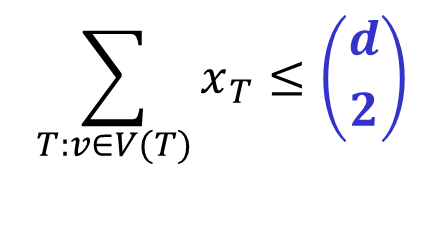 ∑ x_T ≤ (d 2)
T:v∈V(T)